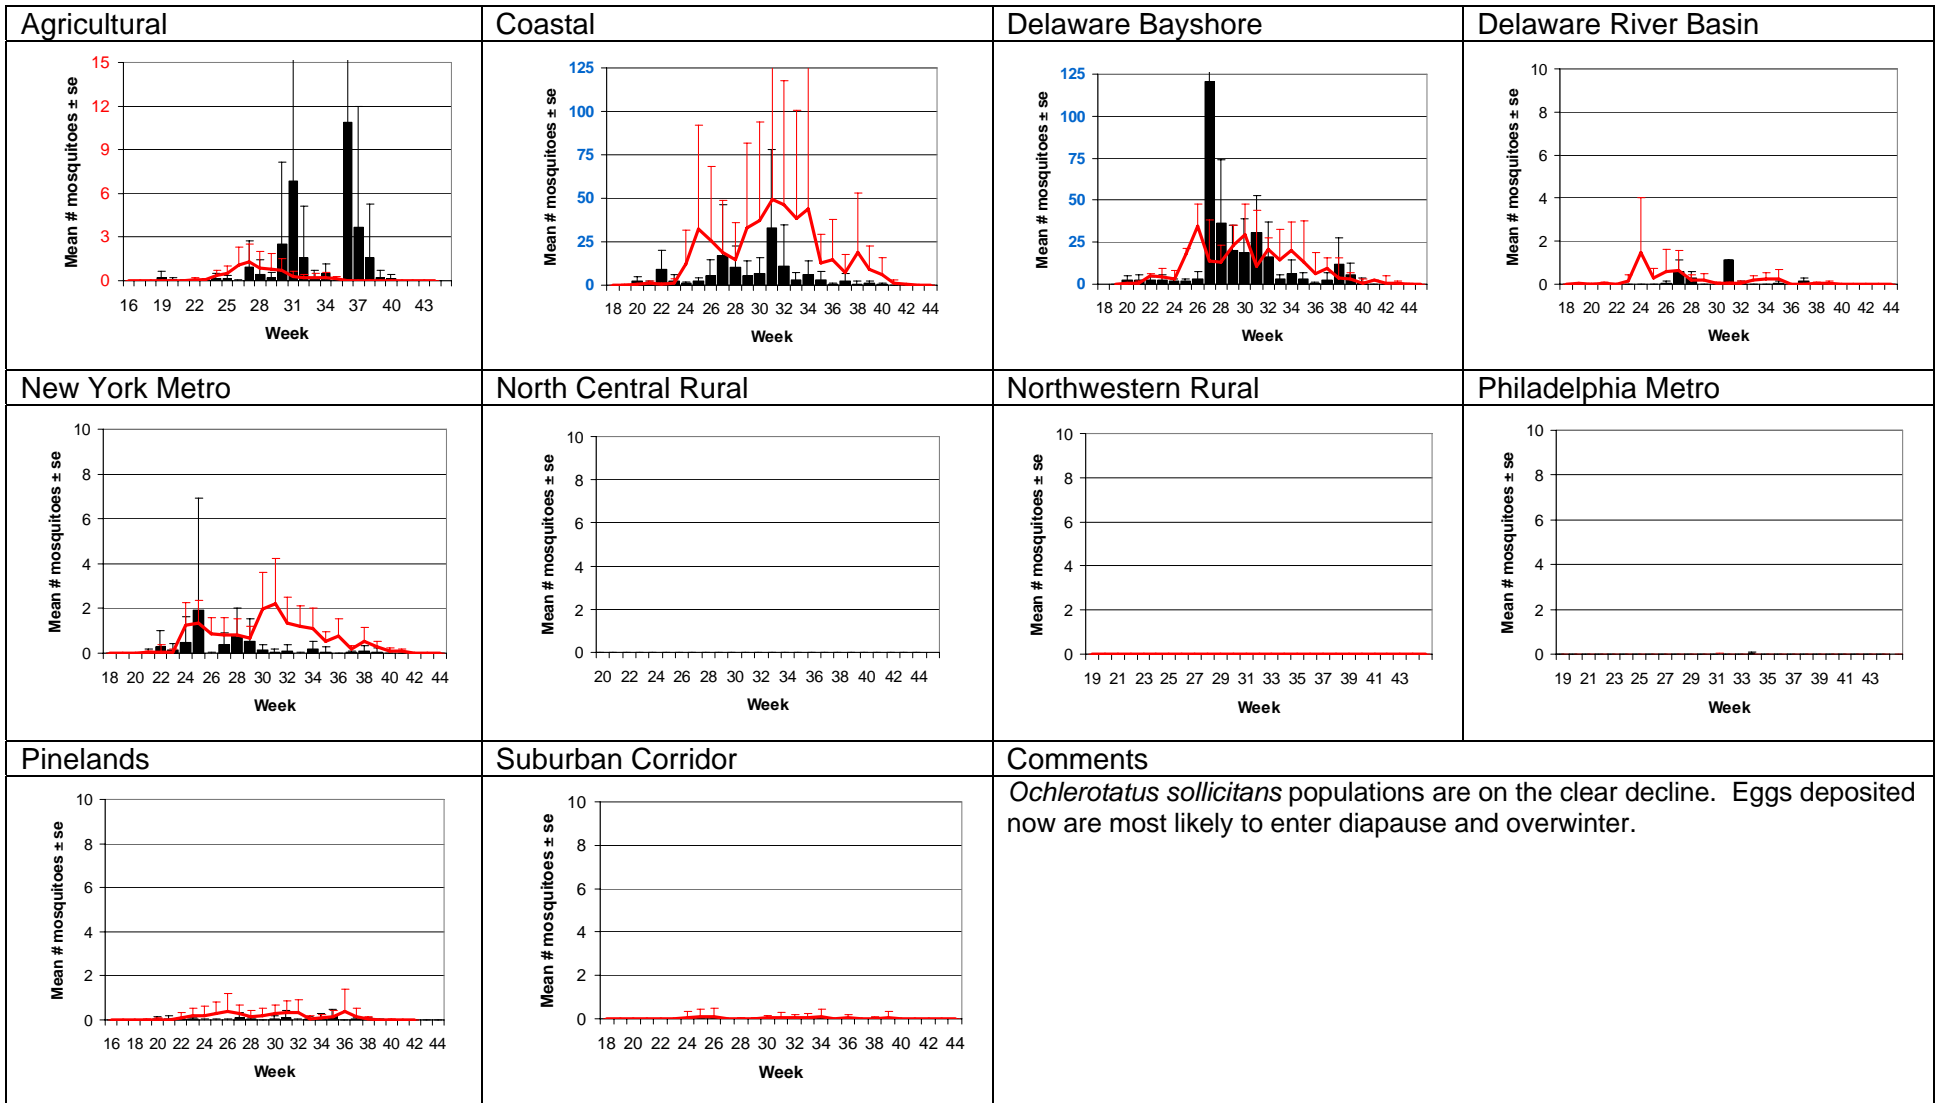 Agricultural
Mean # mosquitoes ± se
15
12
9
6
3
0
16 19 22 25 28 31 34 37 40 43
Week
Coastal
Mean # mosquitoes ± se
125
100
75
50
25
0
18 20 22 24 26 28 30 32 34 36 38 40 42 44
Week
Delaware Bayshore
Mean # mosquitoes ± se
125
100
75
50
25
0
18 20 22 24 26 28 30 32 34 36 38 40 42 44
Week
Delaware River Basin
Mean # mosquitoes ± se
10
8
6
4
2
0
18 20 22 24 26 28 30 32 34 36 38 40 42 44
Week
New York Metro
Mean # mosquitoes ± se
10
8
6
4
2
0
18 20 22 24 26 28 30 32 34 36 38 40 42 44
Week
North Central Rural
Mean # mosquitoes ± se
10
8
6
4
2
0
20 22 24 26 28 30 32 34 36 38 40 42 44
Week
Northwestern Rural
Mean # mosquitoes ± se
10
8
6
4
2
0
19 21 23 25 27 29 31 33 35 37 39 41 43
Week
Philadelphia Metro
Mean # mosquitoes ± se
10
8
6
4
2
0
19 21 23 25 27 29 31 33 35 37 39 41 43
Week
Pinelands
Mean # mosquitoes ± se
10
8
6
4
2
0
16 18 20 22 24 26 28 30 32 34 36 38 40 42 44
Week
Suburban Corridor
Mean # mosquitoes ± se
10
8
6
4
2
0
18 20 22 24 26 28 30 32 34 36 38 40 42 44
Week
Comments
Ochlerotatus sollicitans populations are on the clear decline. Eggs deposited
now are most likely to enter diapause and overwinter.